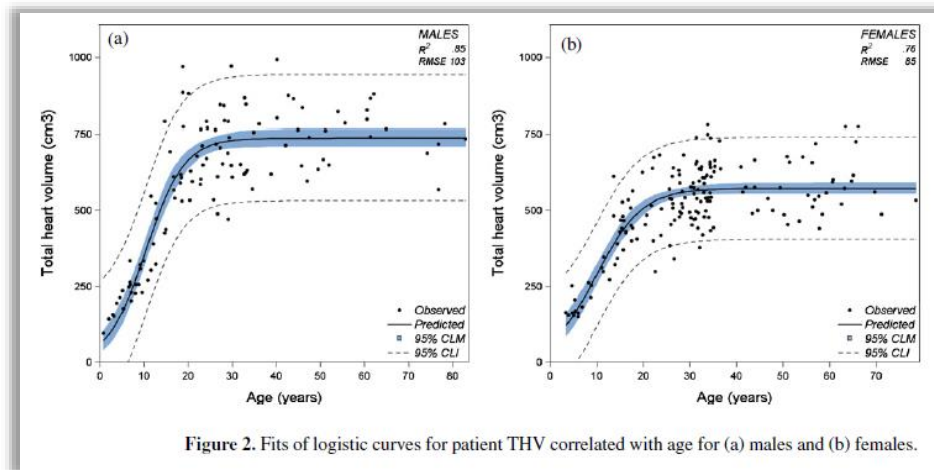 (a)
MALES
R² .85
RMSE 103
Total heart volume (cm3)
1000
750
500
250
0
Observed
Predicted
95% CLM
95% CLI
0 10 20 30 40 50 60 70 80
Age (years)
(b)
FEMALES
R² .76
RMSE 85
Total heart volume (cm3)
1000
750
500
250
0
Observed
Predicted
95% CLM
95% CLI
0 10 20 30 40 50 60 70
Age (years)
Figure 2. Fits of logistic curves for patient THV correlated with age for (a) males and (b) females.